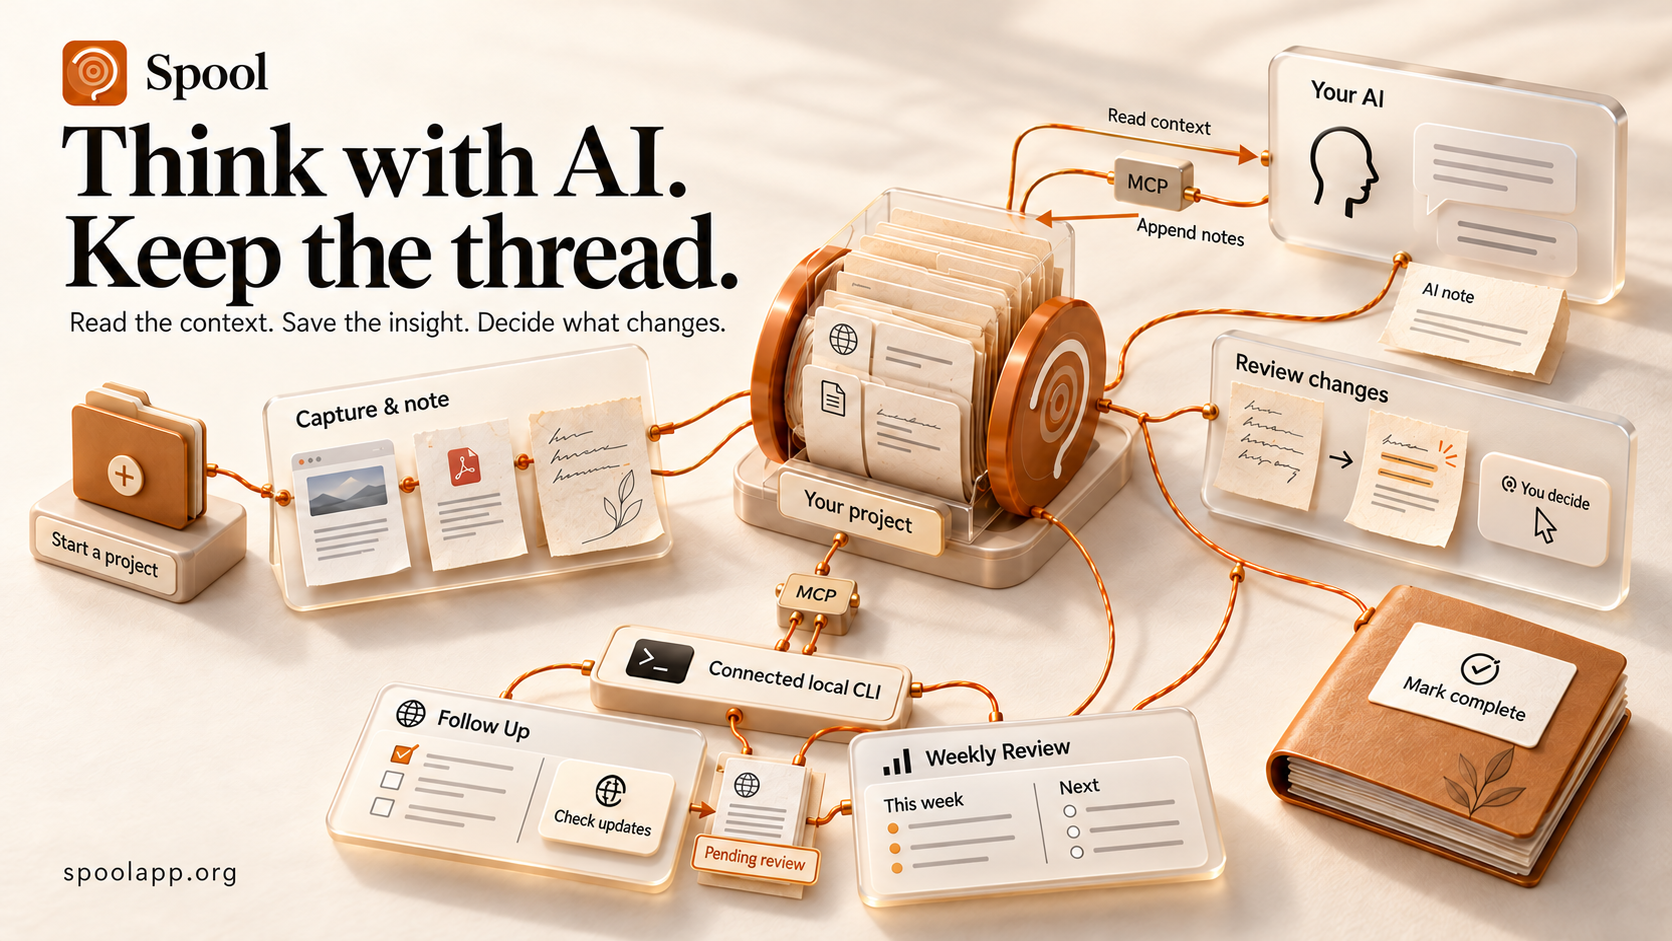 Spool
Think with AI.
Keep the thread.
Read the context. Save the insight. Decide what changes.
Start a project
Capture & note
Your project
Read context
MCP
Append notes
Your AI
AI note
Review changes
You decide
MCP
>_
Connected local CLI
Follow Up
Check updates
Pending review
Weekly Review
This week
Next
Mark complete
spoolapp.org